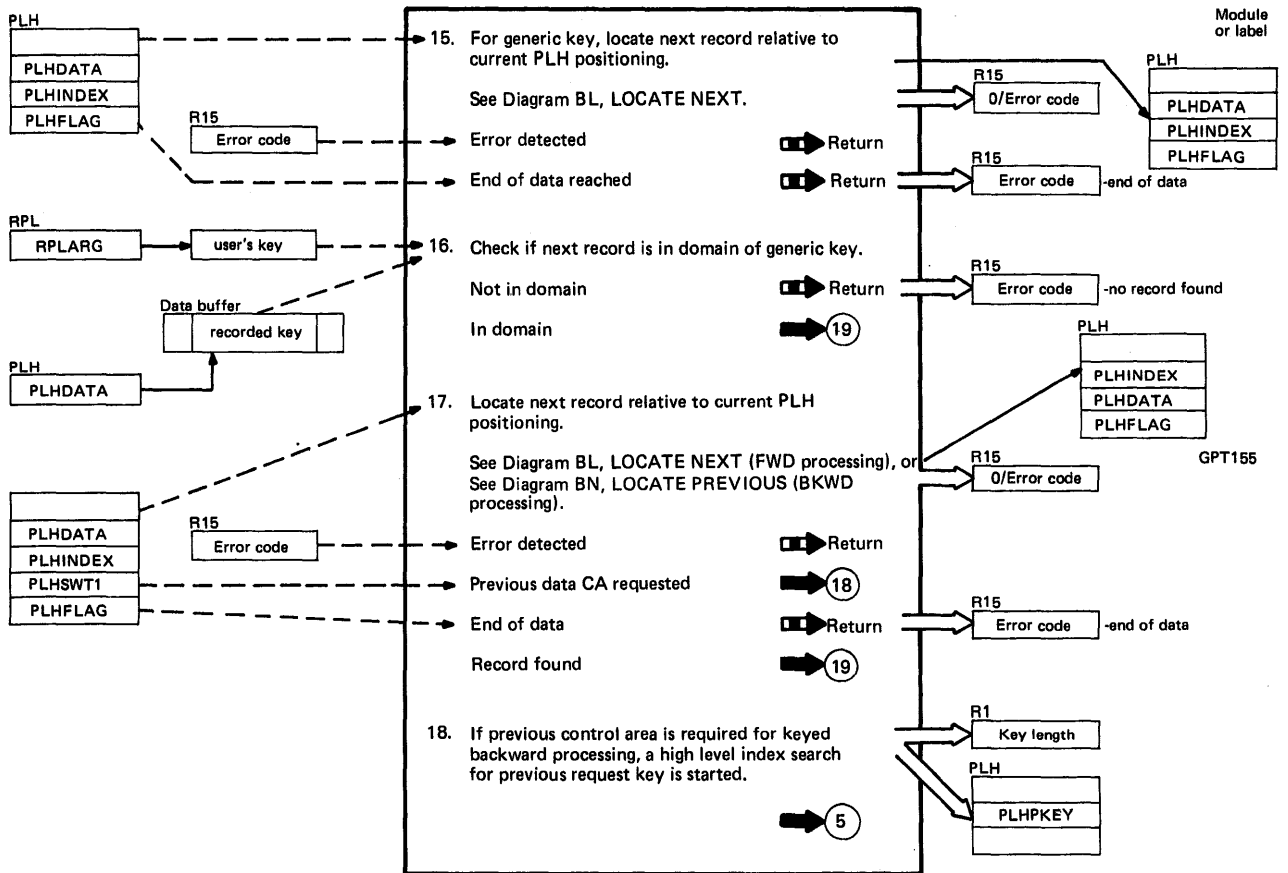 Module
or label
PLH
PLHDATA
PLHINDEX
PLHFLAG
15. For generic key, locate next record relative to
current PLH positioning.
See Diagram BL, LOCATE NEXT.
R15
0/Error code
PLH
PLHDATA
PLHINDEX
PLHFLAG
R15
Error code
Error detected
Return
End of data reached
Return
R15
Error code
-end of data
RPL
RPLARG
user's key
16. Check if next record is in domain of generic key.
Not in domain
Return
R15
Error code
-no record found
Data buffer
recorded key
In domain
19
PLH
PLHDATA
PLH
PLHINDEX
PLHDATA
PLHFLAG
17. Locate next record relative to current PLH
positioning.
See Diagram BL, LOCATE NEXT (FWD processing), or
See Diagram BN, LOCATE PREVIOUS (BKWD
processing).
R15
0/Error code
GPT155
PLHDATA
PLHINDEX
PLHSWT1
PLHFLAG
R15
Error code
Error detected
Return
Previous data CA requested
18
End of data
Return
R15
Error code
-end of data
Record found
19
18. If previous control area is required for keyed
backward processing, a high level index search
for previous request key is started.
R1
Key length
PLH
PLHPKEY
5